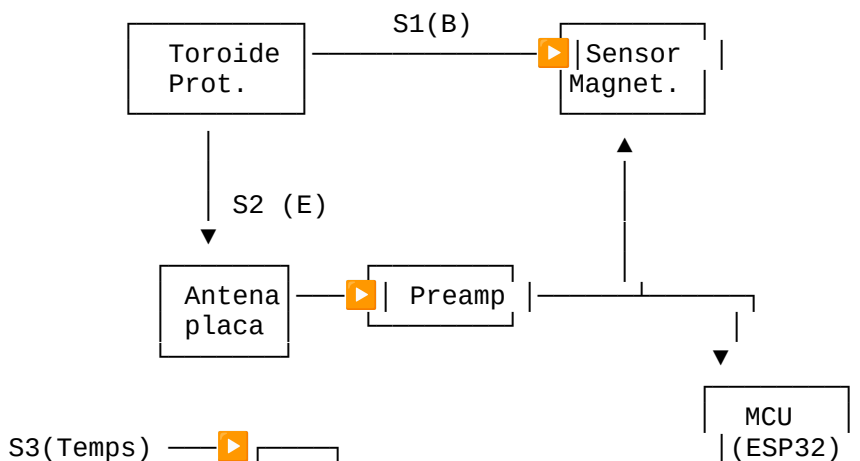 S1(B)
Toroide
Prot.
Sensor
Magnet.
S2 (E)
Antena
placa
Preamp
MCU
(ESP32)
S3(Temps)